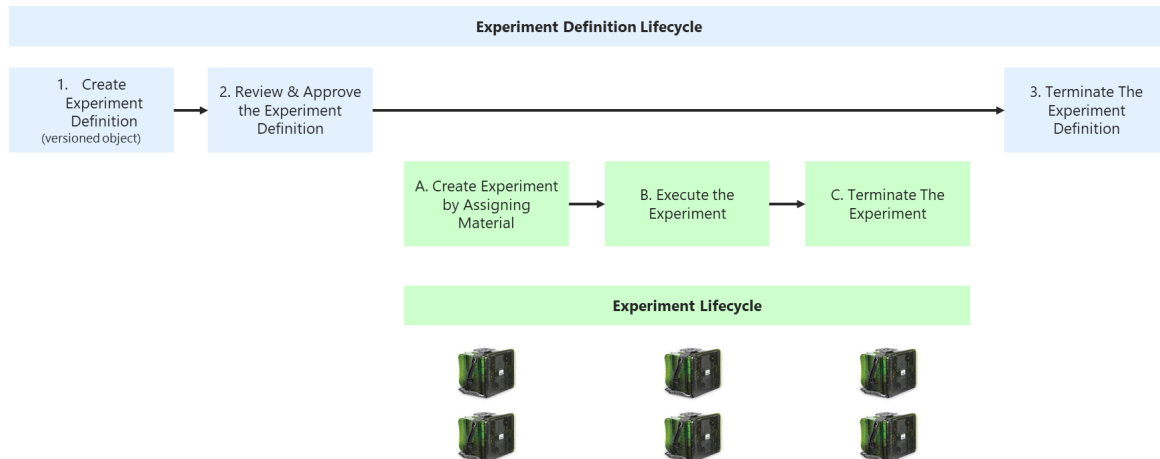 Experiment Definition Lifecycle
1. Create
Experiment
Definition
(versioned object)
2. Review & Approve
the Experiment
Definition
3. Terminate The
Experiment
Definition
A. Create Experiment
by Assigning
Material
B. Execute the
Experiment
C. Terminate The
Experiment
Experiment Lifecycle